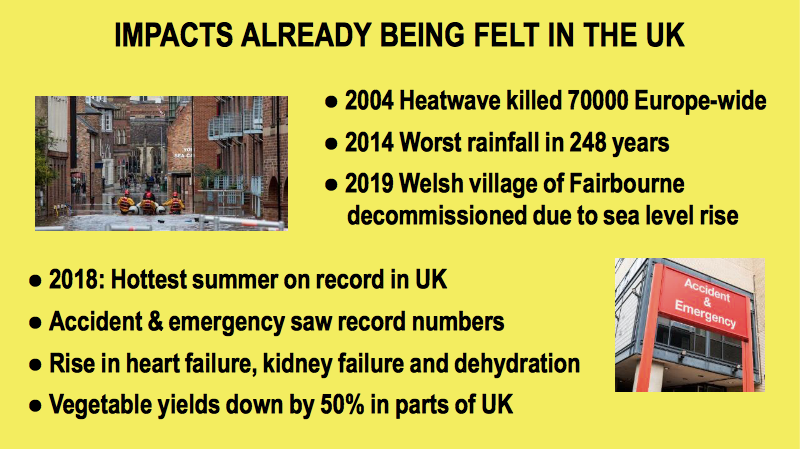 IMPACTS ALREADY BEING FELT IN THE UK
● 2004 Heatwave killed 70000 Europe-wide
● 2014 Worst rainfall in 248 years
● 2019 Welsh village of Fairbourne
decommissioned due to sea level rise
● 2018: Hottest summer on record in UK
● Accident & emergency saw record numbers
● Rise in heart failure, kidney failure and dehydration
● Vegetable yields down by 50% in parts of UK
Accident
&
Emergency